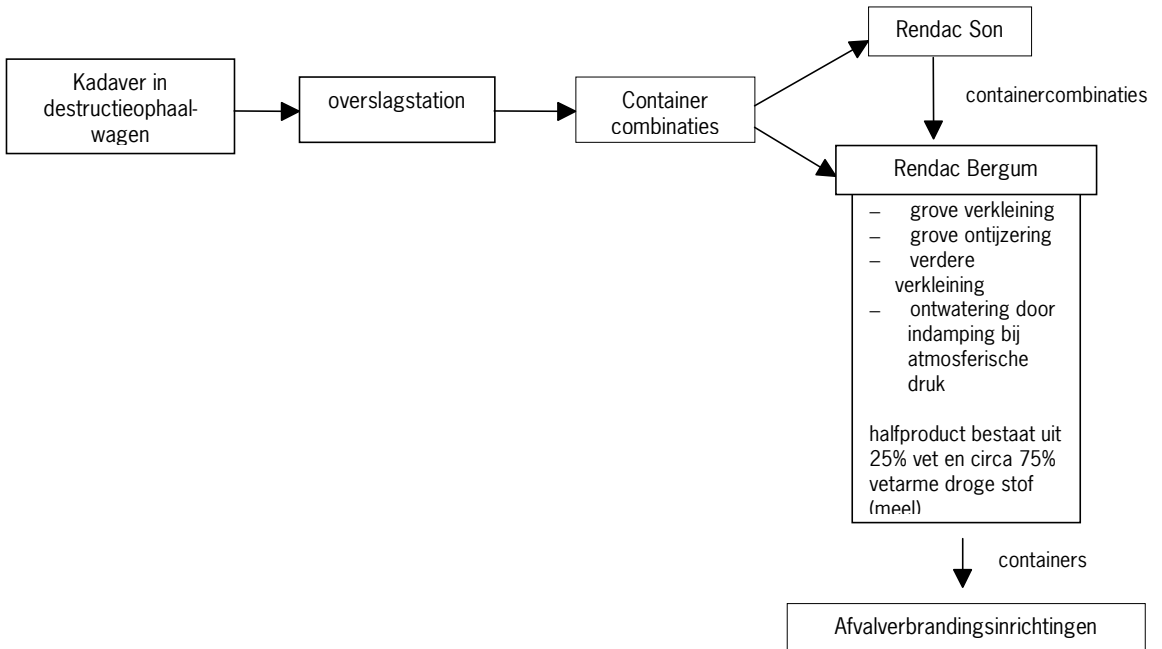 Kadaver in
destructieophaal-
wagen
overslagstation
Container
combinaties
Rendac Son
containercombinaties
Rendac Bergum
– grove verkleining
– grove ontijzering
– verdere
verkleining
– ontwatering door
indamping bij
atmosferische
druk
halfproduct bestaat uit
25% vet en circa 75%
vetarme droge stof
(meel)
containers
Afvalverbrandingsinrichtingen